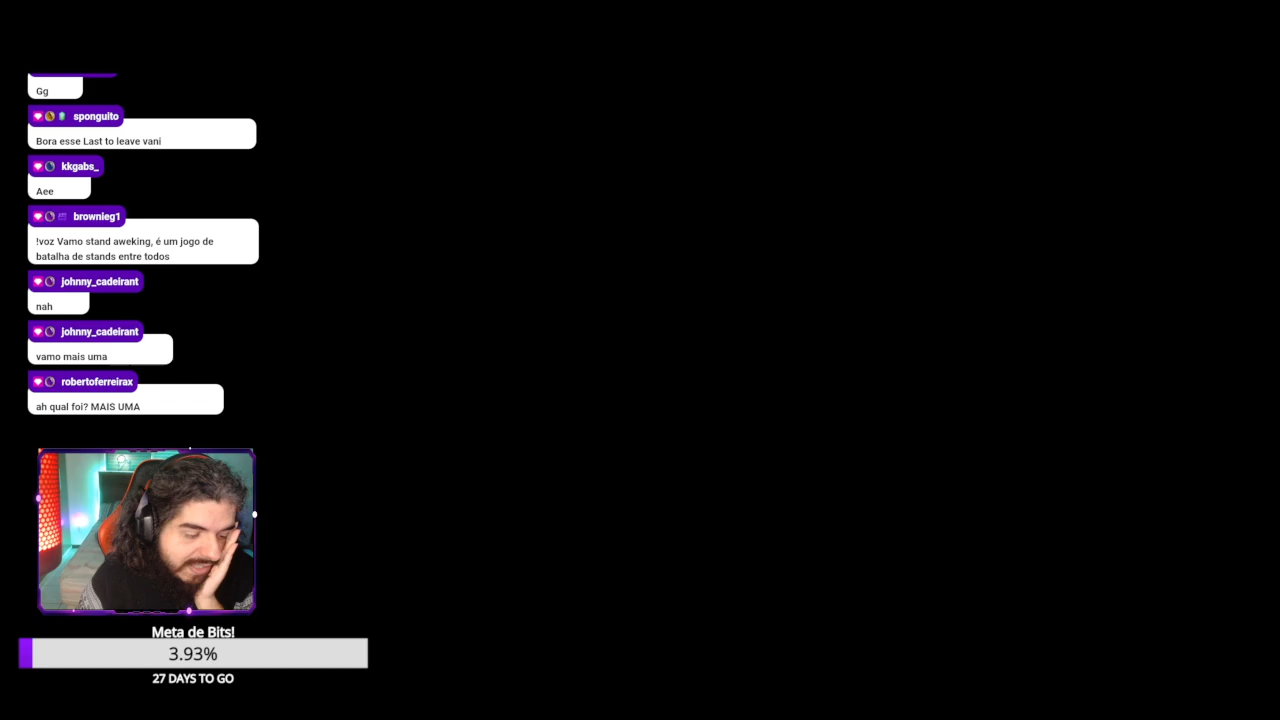 Gg
sponguito
Bora esse Last to leave vani
kkgabs_
Aee
brownieg1
!voz Vamo stand aweking, é um jogo de
batalha de stands entre todos
johnny_cadeirant
nah
johnny_cadeirant
vamo mais uma
robertoferreirax
ah qual foi? MAIS UMA
Meta de Bits!
3.93%
27 DAYS TO GO